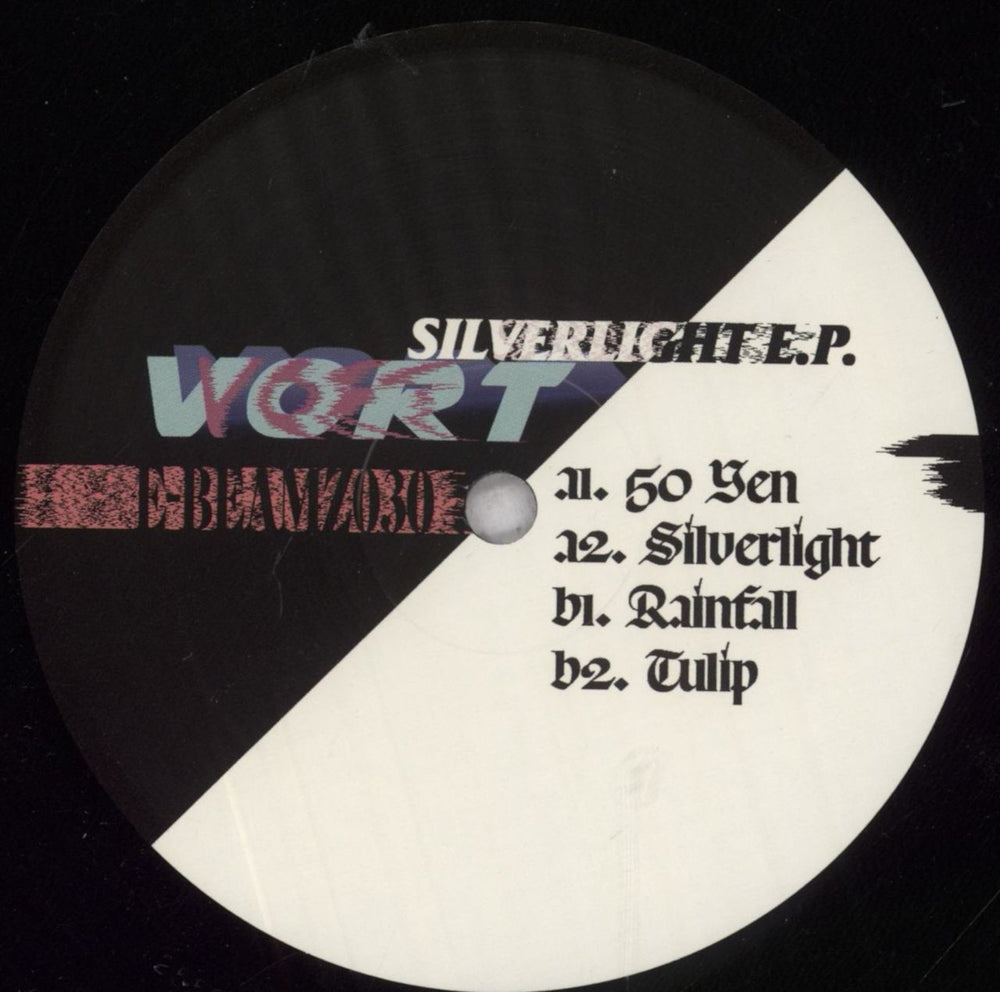 SILVERLIGHT E.P.
VORT
E-BEAMZ030
a1. 50 Yen
a2. Silverlight
b1. Rainfall
b2. Tulip